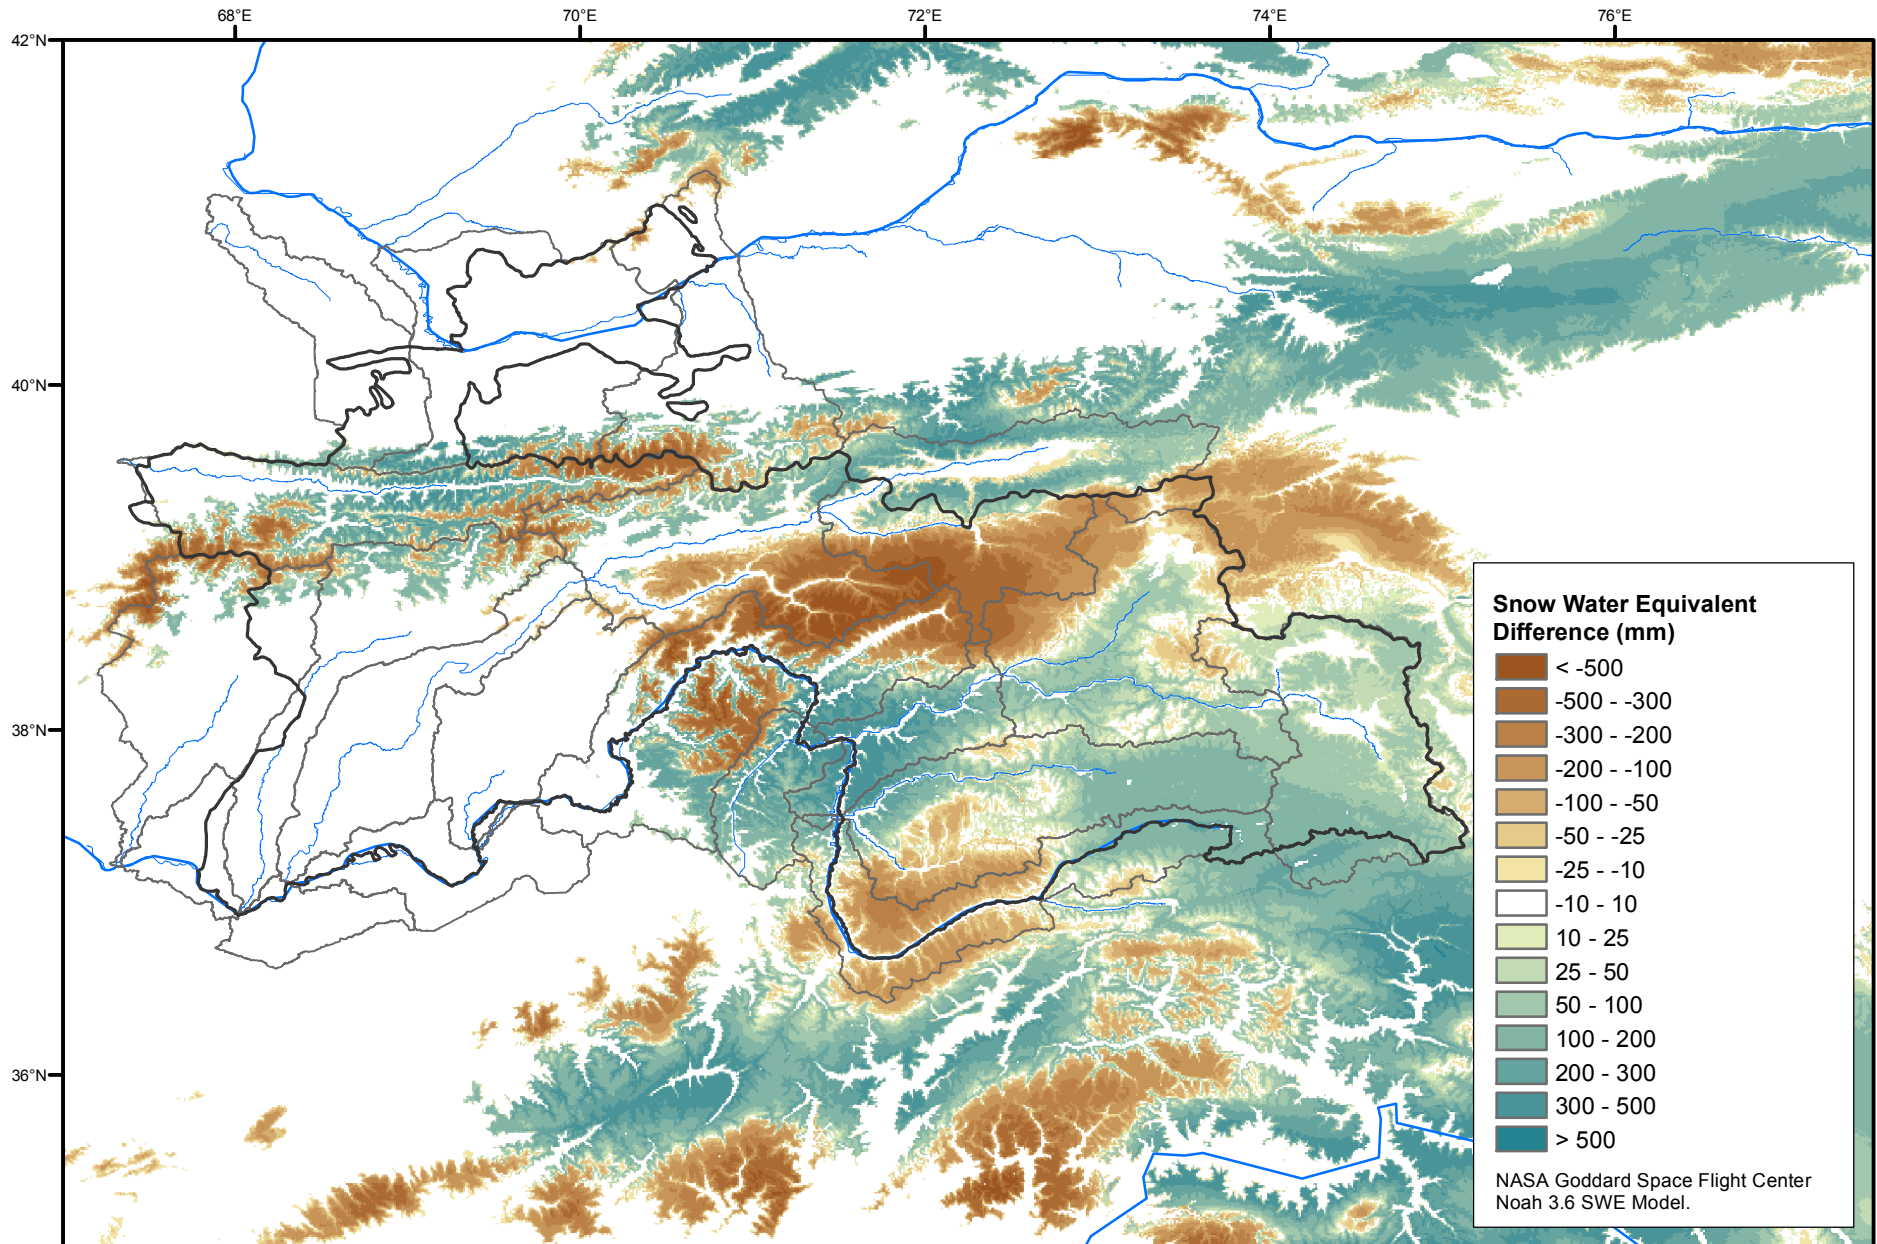 68°E 70°E 72°E 74°E 76°E
42°N
40°N
38°N
36°N
Snow Water Equivalent
Difference (mm)
< -500
-500 - -300
-300 - -200
-200 - -100
-100 - -50
-50 - -25
-25 - -10
-10 - 10
10 - 25
25 - 50
50 - 100
100 - 200
200 - 300
300 - 500
> 500
NASA Goddard Space Flight Center
Noah 3.6 SWE Model.